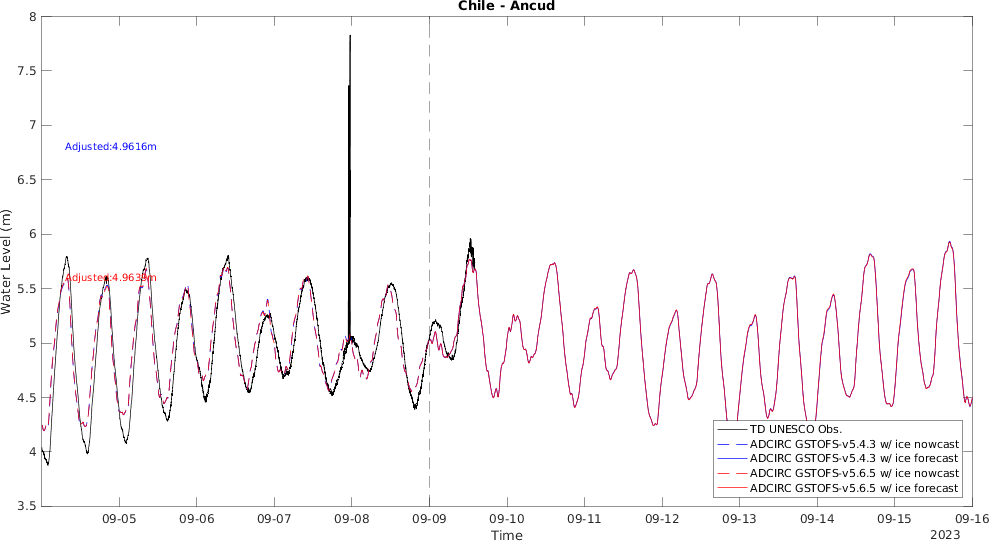 Chile - Ancud
8
7.5
7
6.5
6
5.5
5
4.5
4
3.5
Water Level (m)
Adjusted:4.9616m
Adjusted:4.9633m
TD UNESCO Obs.
ADCIRC GSTOFS-v5.4.3 w/ ice nowcast
ADCIRC GSTOFS-v5.4.3 w/ ice forecast
ADCIRC GSTOFS-v5.6.5 w/ ice nowcast
ADCIRC GSTOFS-v5.6.5 w/ ice forecast
09-05 09-06 09-07 09-08 09-09 09-10 09-11 09-12 09-13 09-14 09-15 09-16
Time
2023